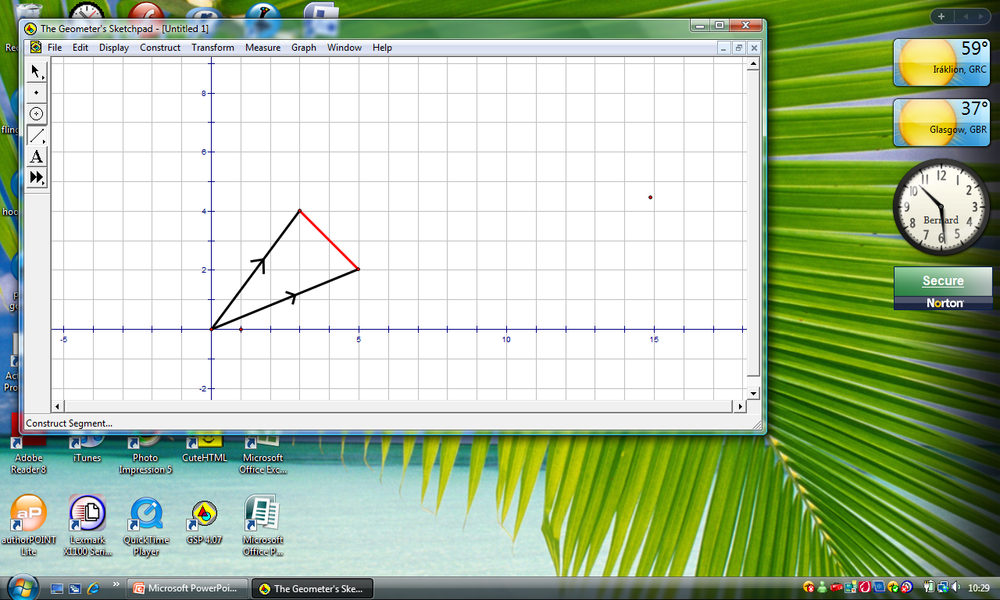 The Geometer's Sketchpad - [Untitled 1]
File Edit Display Construct Transform Measure Graph Window Help
A
8
6
4
2
-5 5 10 15
-2
Construct Segment...
59°
Iráklion, GRC
37°
Glasgow, GBR
12 1 2 3 4 5 6 7 8 9 10 11
Bernard
Secure
Norton
Adobe
Reader 8
iTunes
Photo
Impression 5
CuteHTML
Microsoft
Office Exc...
aP
authorPOINT
Lite
Lexmark
X1100 Seri...
QuickTime
Player
GSP 4.07
Microsoft
Office P...
Microsoft PowerPoi...
The Geometer's Ske...
10:29